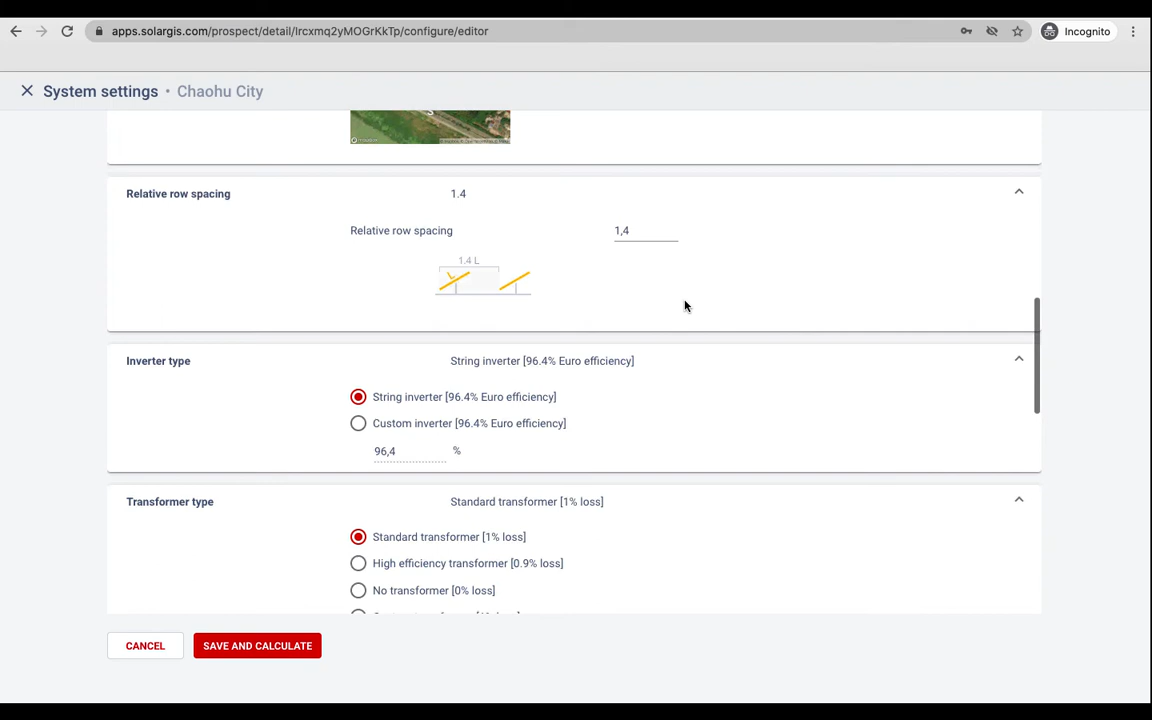 apps.solargis.com/prospect/detail/Ircxmq2yMOGrKkTp/configure/editor
Incognito
System settings • Chaohu City
Relative row spacing 1.4
Relative row spacing 1,4
1.4 L
L
Inverter type String inverter [96.4% Euro efficiency]
String inverter [96.4% Euro efficiency]
Custom inverter [96.4% Euro efficiency]
96,4 %
Transformer type Standard transformer [1% loss]
Standard transformer [1% loss]
High efficiency transformer [0.9% loss]
No transformer [0% loss]
CANCEL SAVE AND CALCULATE